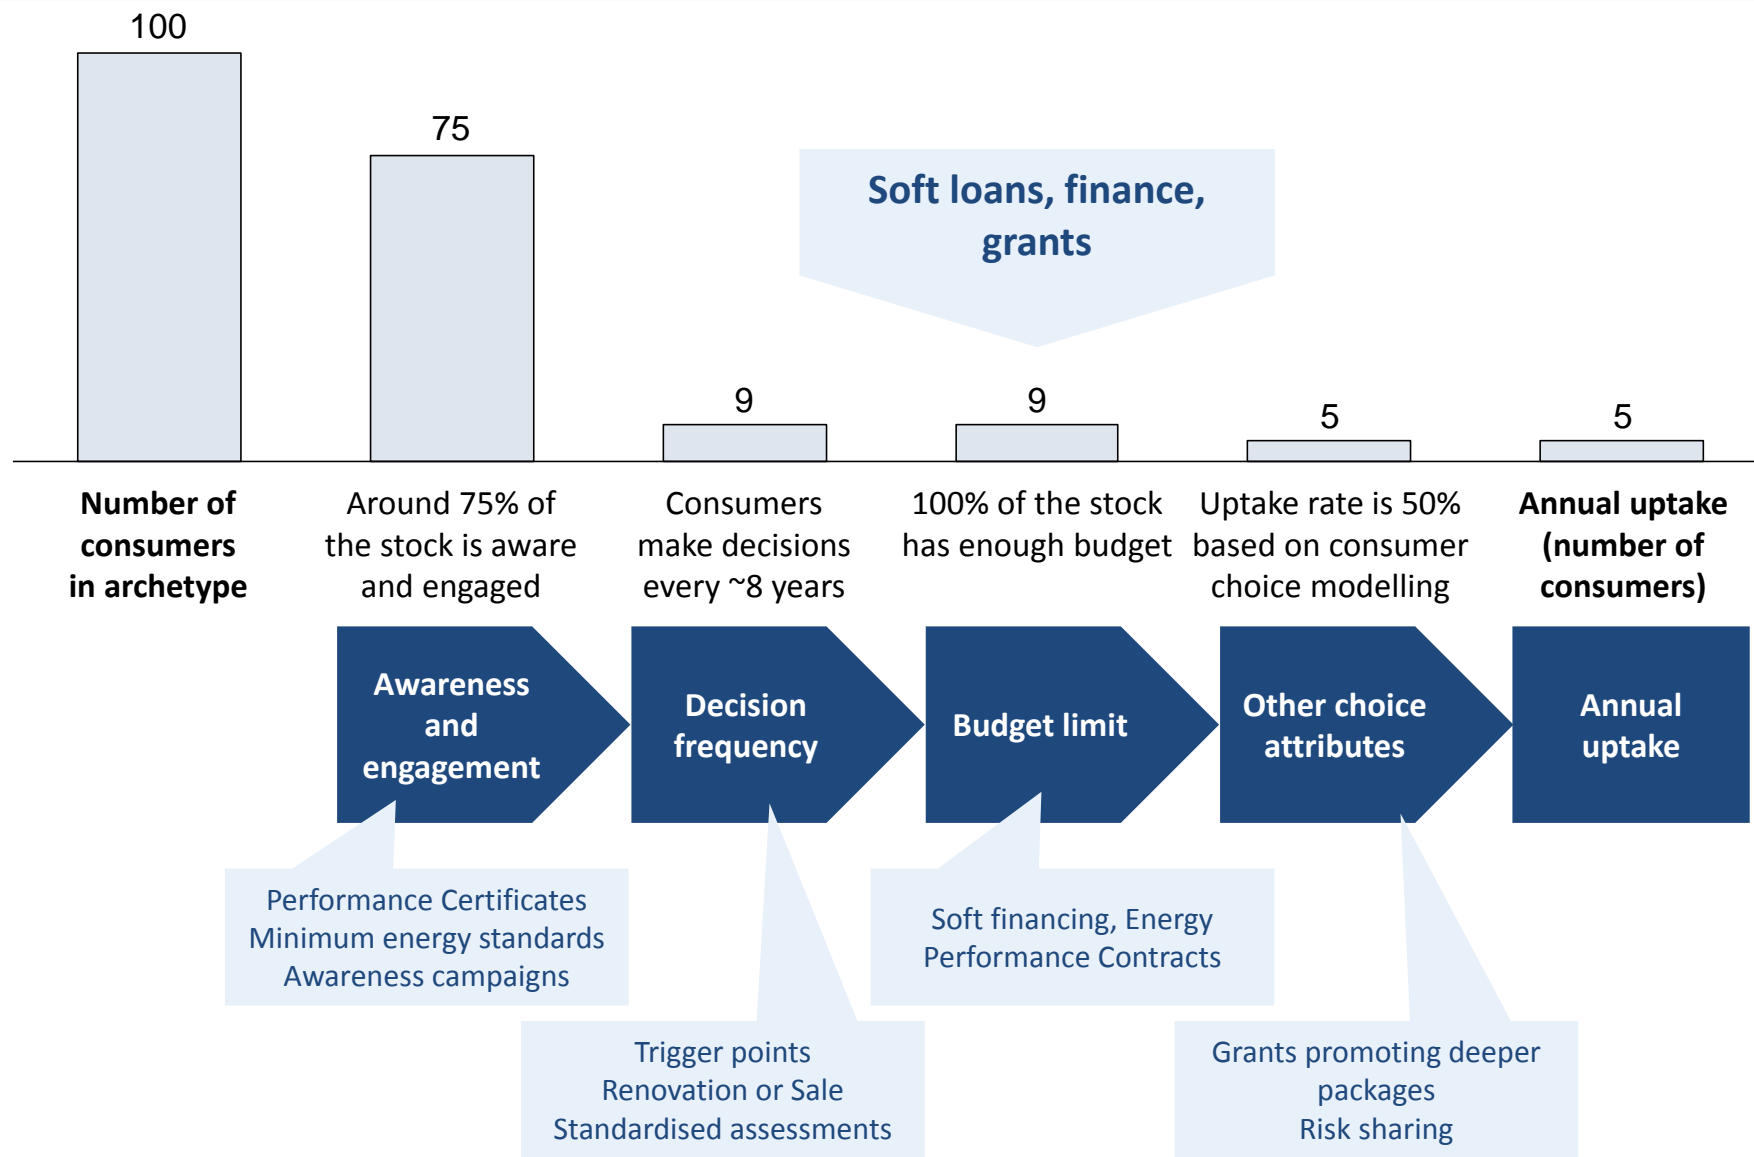 100
75
Soft loans, finance,
grants
9
9
5
5
Number of
consumers
in archetype
Around 75% of
the stock is aware
and engaged
Consumers
make decisions
every ~8 years
100% of the stock
has enough budget
Uptake rate is 50%
based on consumer
choice modelling
Annual uptake
(number of
consumers)
Awareness
and
engagement
Decision
frequency
Budget limit
Other choice
attributes
Annual
uptake
Performance Certificates
Minimum energy standards
Awareness campaigns
Soft financing, Energy
Performance Contracts
Trigger points
Renovation or Sale
Standardised assessments
Grants promoting deeper
packages
Risk sharing